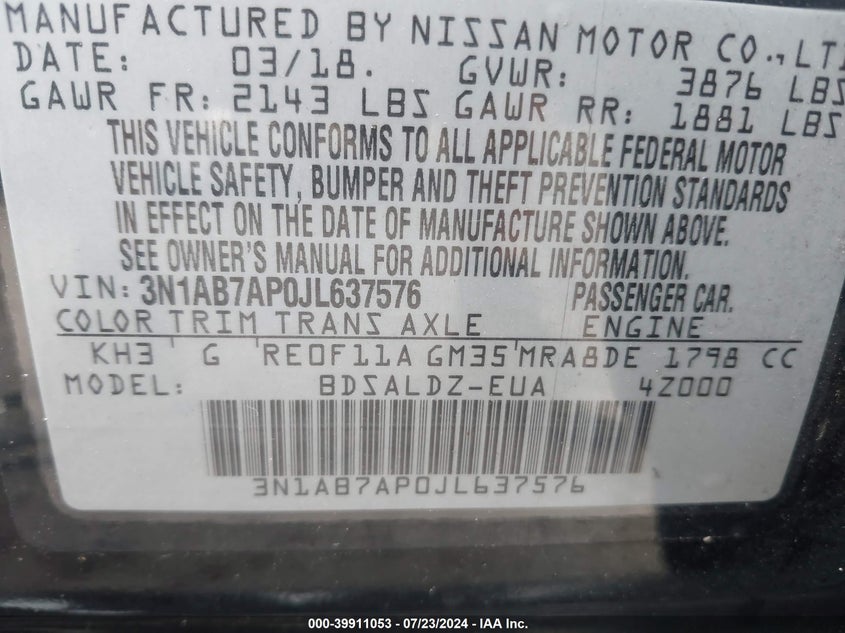 MANUFACTURED BY NISSAN MOTOR CO., LT
DATE: 03/18. GVWR: 3876 LBS
GAWR FR: 2143 LBS GAWR RR: 1881 LBS
THIS VEHICLE CONFORMS TO ALL APPLICABLE FEDERAL MOTOR
VEHICLE SAFETY, BUMPER AND THEFT PREVENTION STANDARDS
IN EFFECT ON THE DATE OF MANUFACTURE SHOWN ABOVE.
SEE OWNER'S MANUAL FOR ADDITIONAL INFORMATION.
VIN: 3N1AB7AP0JL637576 PASSENGER CAR.
COLOR TRIM TRANS AXLE ENGINE
KH3 G RE0F11A GM35 MRA8DE 1798 CC
MODEL: BDSALDZ-EUA 4Z000
3N1AB7AP0JL637576
000-39911053 / 07/23/2024 - IAA Inc.